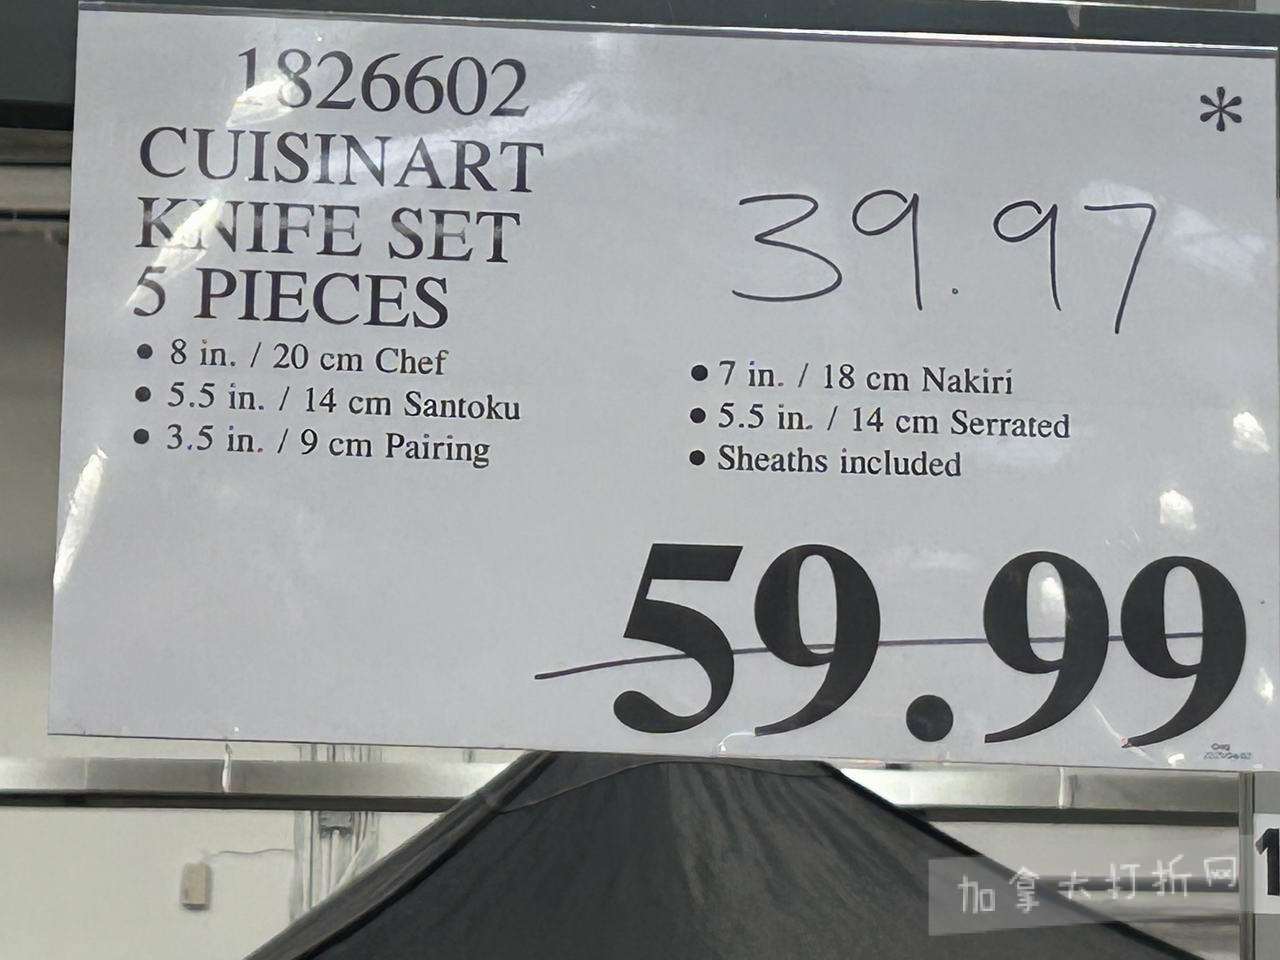 1826602
*
CUISINART
KNIFE SET
5 PIECES
39.97
• 8 in. / 20 cm Chef
• 5.5 in. / 14 cm Santoku
• 3.5 in. / 9 cm Pairing
• 7 in. / 18 cm Nakiri
• 5.5 in. / 14 cm Serrated
• Sheaths included
59.99
加拿大打折网